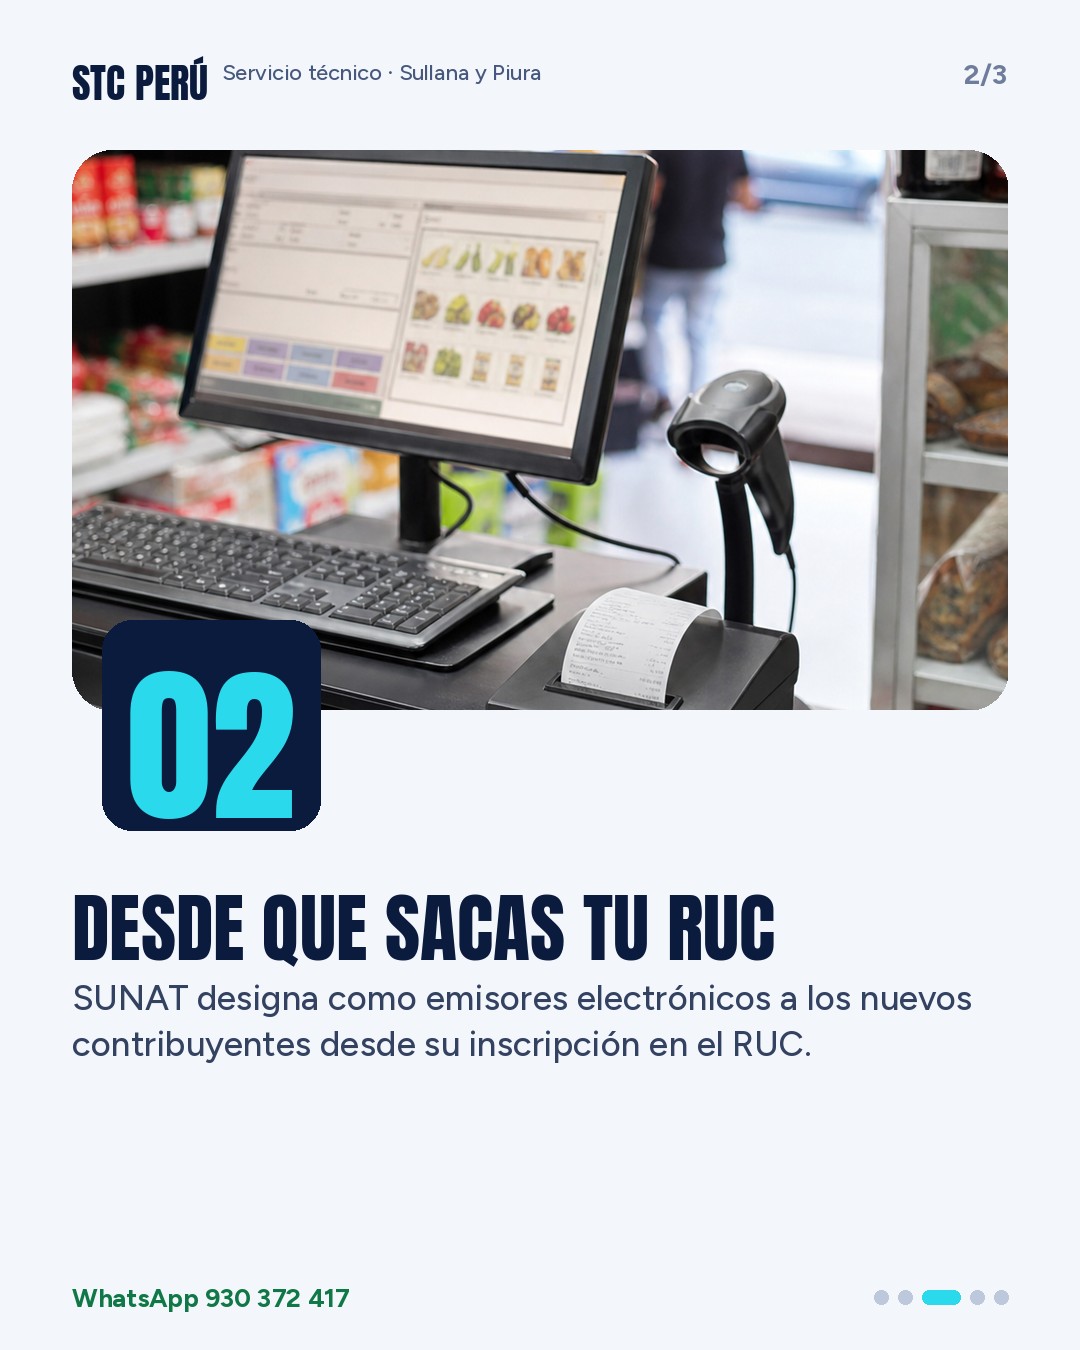 STC PERÚ Servicio técnico · Sullana y Piura
2/3
02
DESDE QUE SACAS TU RUC
SUNAT designa como emisores electrónicos a los nuevos
contribuyentes desde su inscripción en el RUC.
WhatsApp 930 372 417